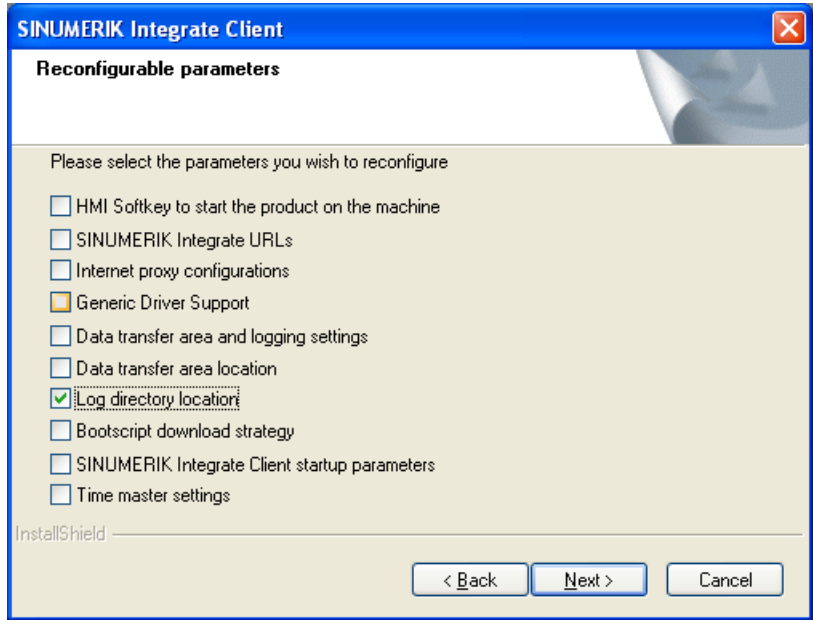 SINUMERIK Integrate Client
Reconfigurable parameters
Please select the parameters you wish to reconfigure
HMI Softkey to start the product on the machine
SINUMERIK Integrate URLs
Internet proxy configurations
Generic Driver Support
Data transfer area and logging settings
Data transfer area location
Log directory location
Bootscript download strategy
SINUMERIK Integrate Client startup parameters
Time master settings
InstallShield
< Back Next > Cancel